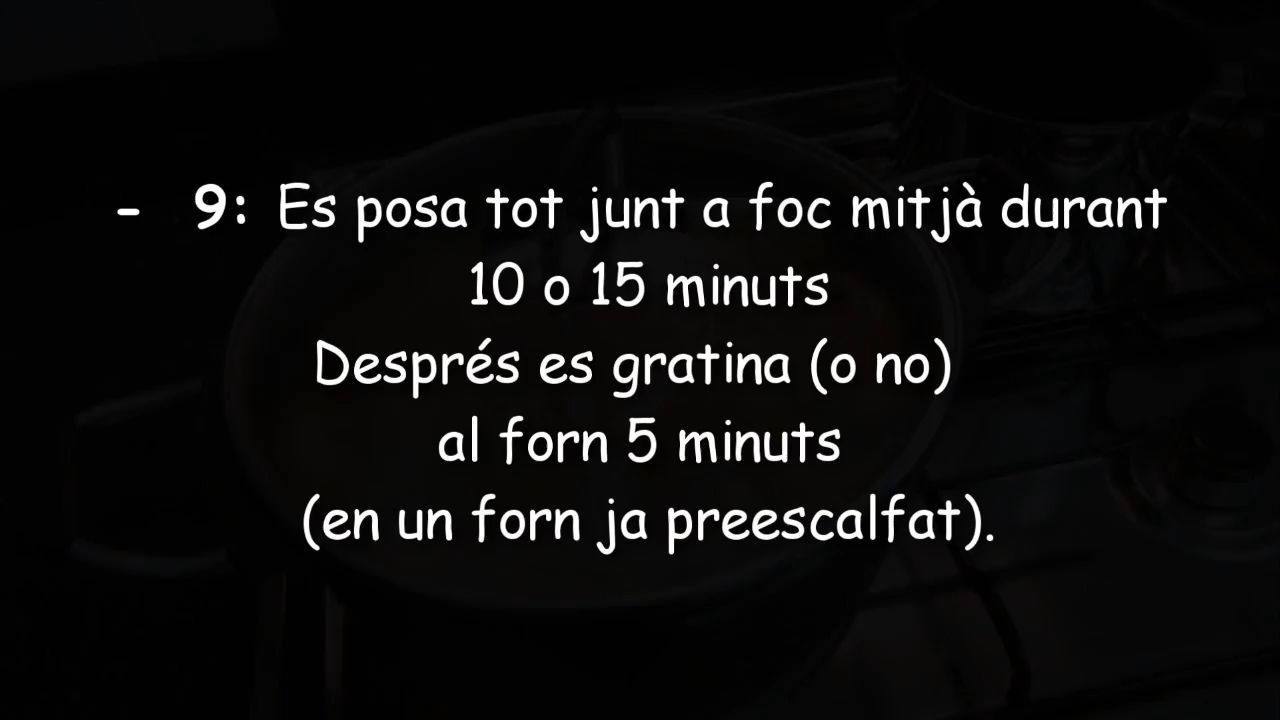 - 9: Es posa tot junt a foc mitjà durant
10 o 15 minuts
Després es gratina (o no)
al forn 5 minuts
(en un forn ja preescalfat).